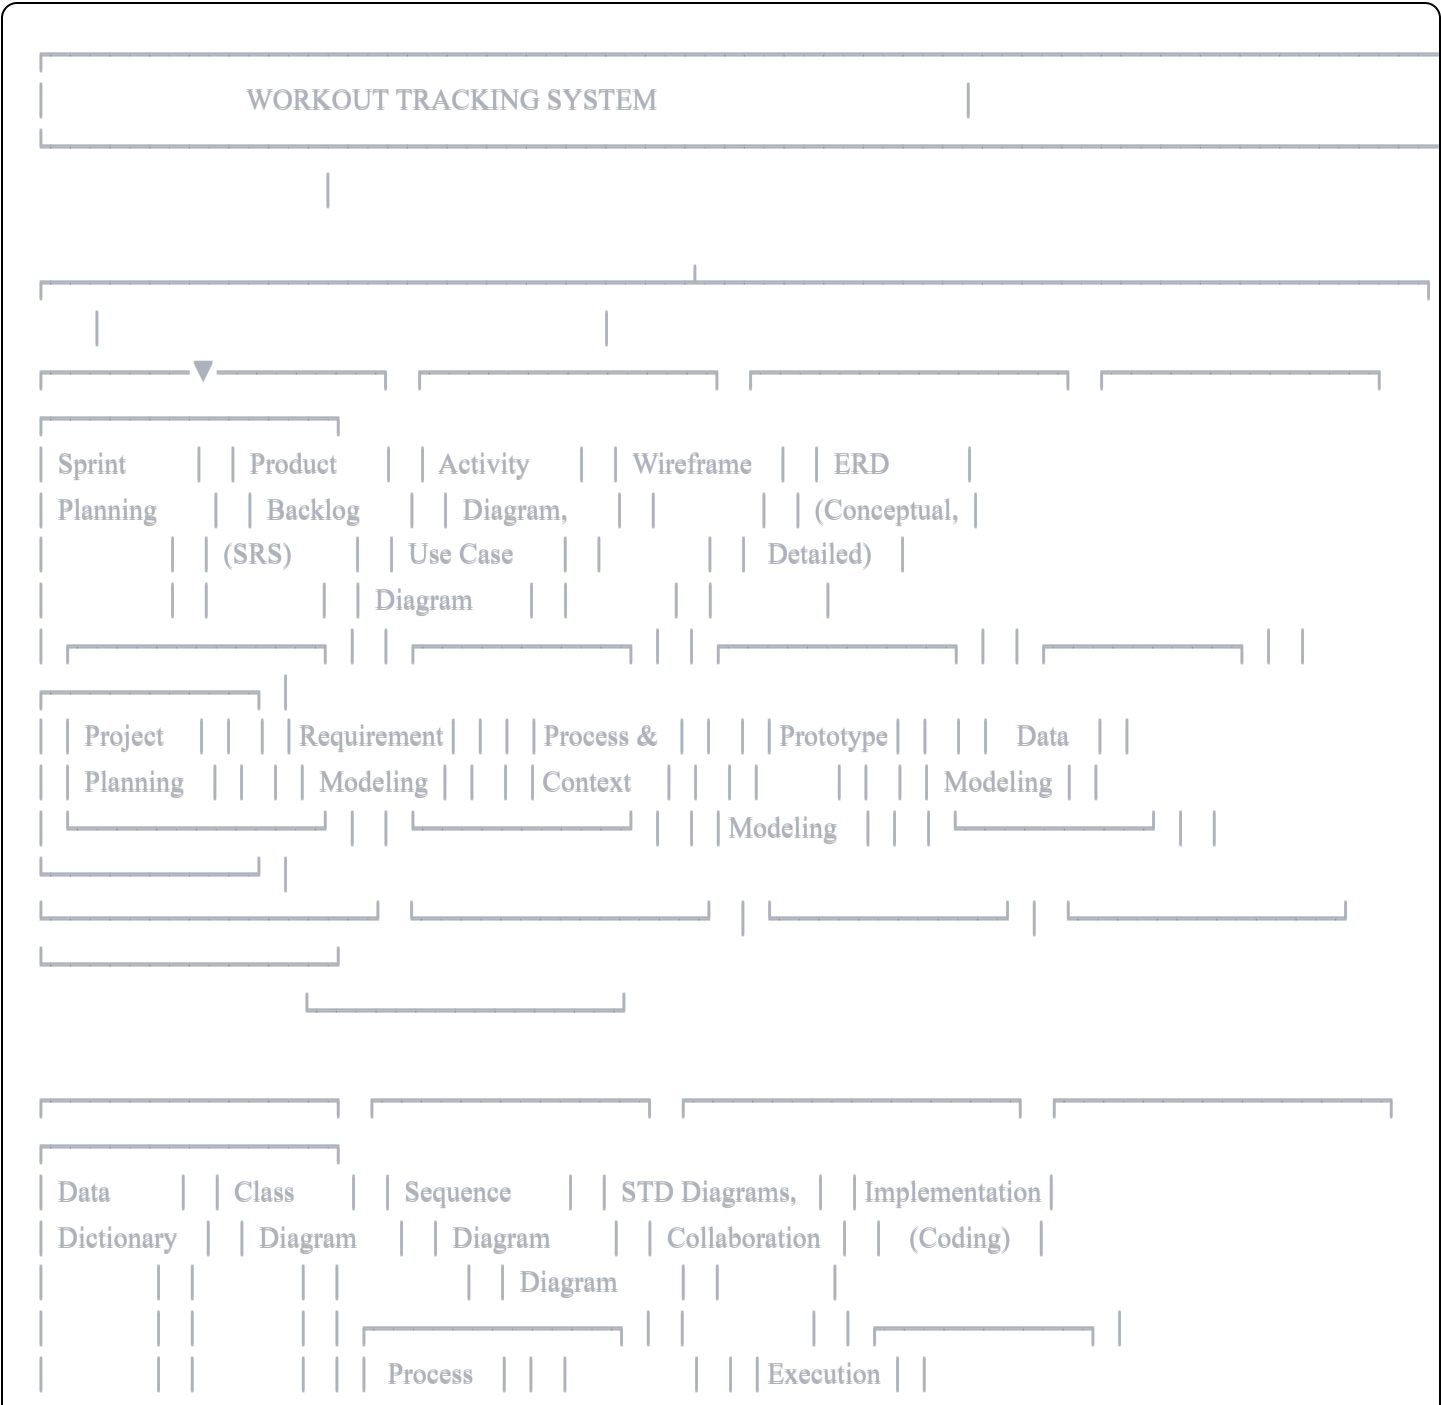 WORKOUT TRACKING SYSTEM
Sprint Product Activity Wireframe ERD
Planning Backlog Diagram, (Conceptual,
(SRS) Use Case Detailed)
Diagram
Project Requirement Process & Prototype Data
Planning Modeling Context Modeling
Modeling
Data Class Sequence STD Diagrams, Implementation
Dictionary Diagram Diagram Collaboration (Coding)
Diagram
Process Execution